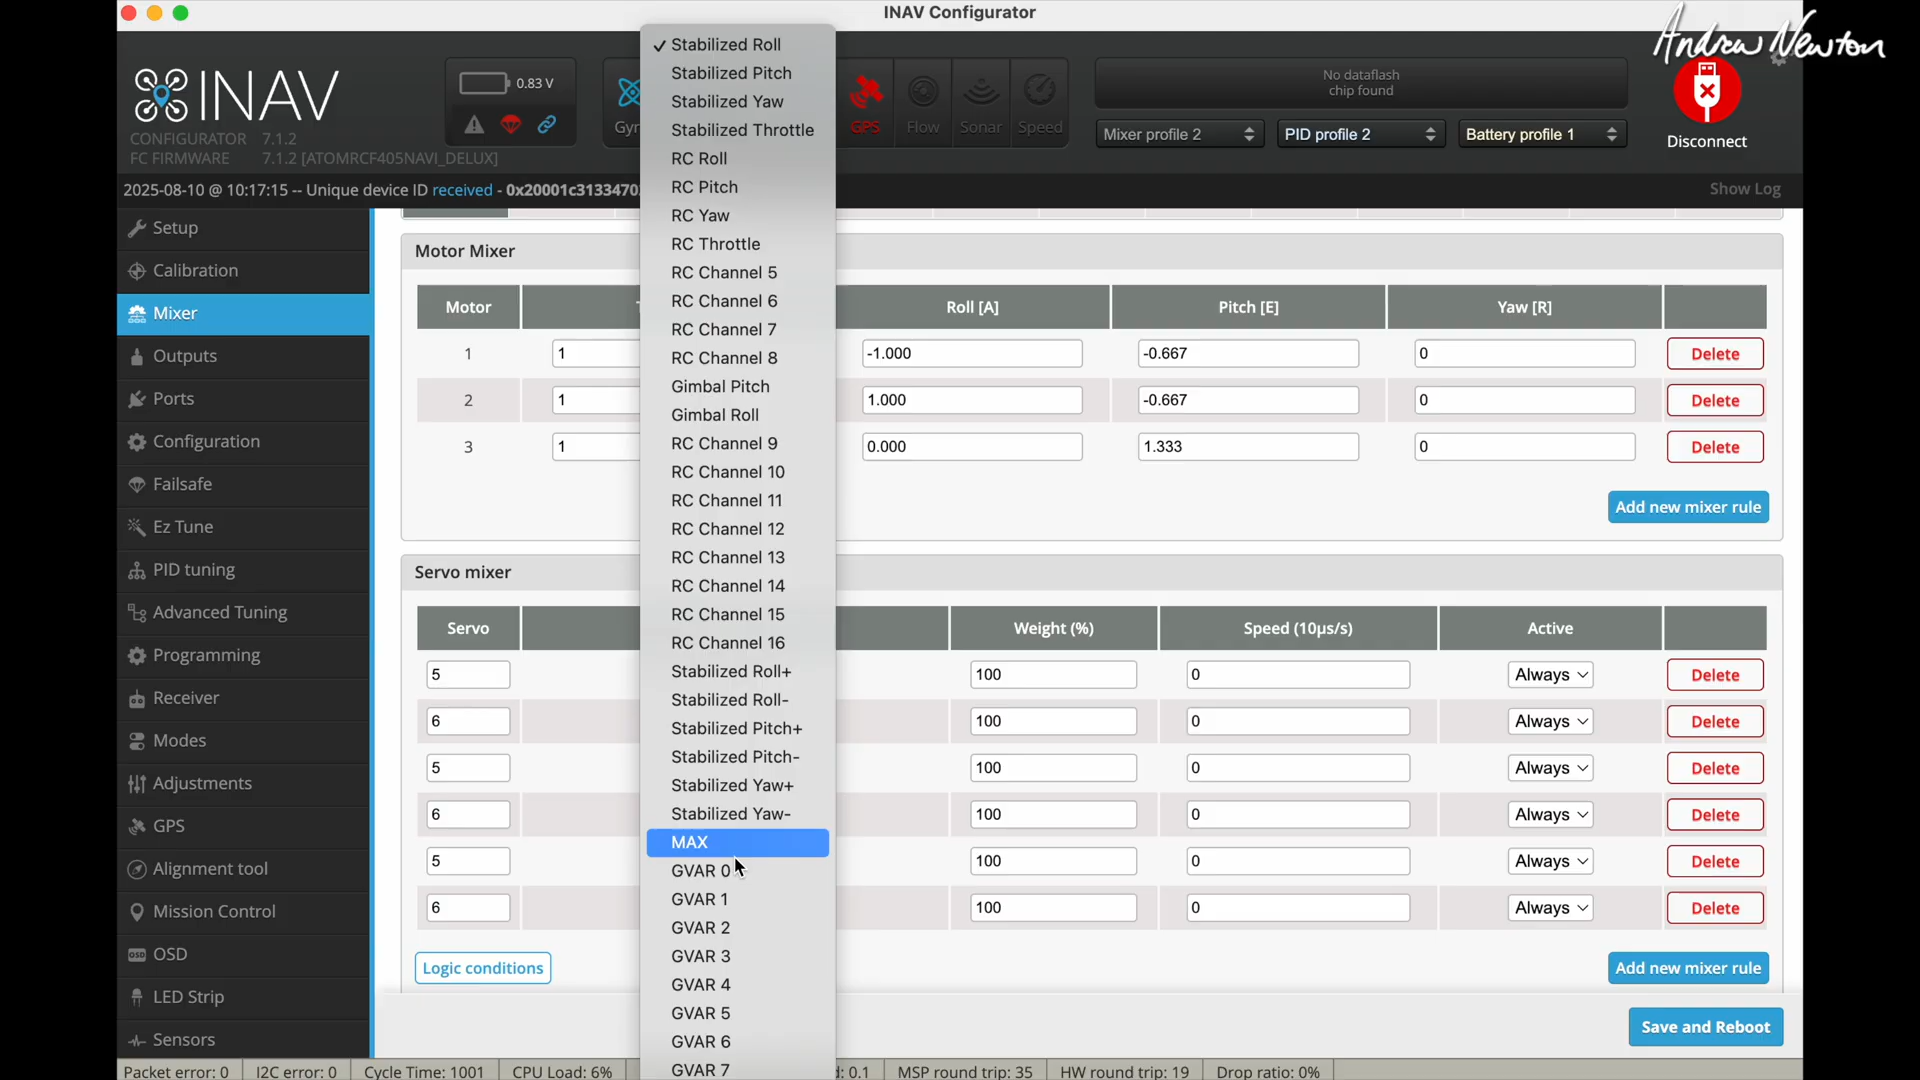 INAV Configurator
Andrew Newton
INAV
CONFIGURATOR 7.1.2
FC FIRMWARE 7.1.2 [ATOMRCF405NAVI_DELUX]
0.83 V
GPS
Flow
Sonar
Speed
No dataflash
chip found
Mixer profile 2
PID profile 2
Battery profile 1
Disconnect
2025-08-10 @ 10:17:15 -- Unique device ID received - 0x20001c3133470
Show Log
Setup
Calibration
Mixer
Outputs
Ports
Configuration
Failsafe
Ez Tune
PID tuning
Advanced Tuning
Programming
Receiver
Modes
Adjustments
GPS
Alignment tool
Mission Control
OSD
LED Strip
Sensors
✓ Stabilized Roll
Stabilized Pitch
Stabilized Yaw
Stabilized Throttle
RC Roll
RC Pitch
RC Yaw
RC Throttle
RC Channel 5
RC Channel 6
RC Channel 7
RC Channel 8
Gimbal Pitch
Gimbal Roll
RC Channel 9
RC Channel 10
RC Channel 11
RC Channel 12
RC Channel 13
RC Channel 14
RC Channel 15
RC Channel 16
Stabilized Roll+
Stabilized Roll-
Stabilized Pitch+
Stabilized Pitch-
Stabilized Yaw+
Stabilized Yaw-
MAX
GVAR 0
GVAR 1
GVAR 2
GVAR 3
GVAR 4
GVAR 5
GVAR 6
GVAR 7
Motor Mixer
Motor Roll [A] Pitch [E] Yaw [R]
1 1 -1.000 -0.667 0 Delete
2 1 1.000 -0.667 0 Delete
3 1 0.000 1.333 0 Delete
Add new mixer rule
Servo mixer
Servo Weight (%) Speed (10µs/s) Active
5 100 0 Always Delete
6 100 0 Always Delete
5 100 0 Always Delete
6 100 0 Always Delete
5 100 0 Always Delete
6 100 0 Always Delete
Logic conditions
Add new mixer rule
Save and Reboot
Packet error: 0 I2C error: 0 Cycle Time: 1001 CPU Load: 6% d: 0.1 MSP round trip: 35 HW round trip: 19 Drop ratio: 0%